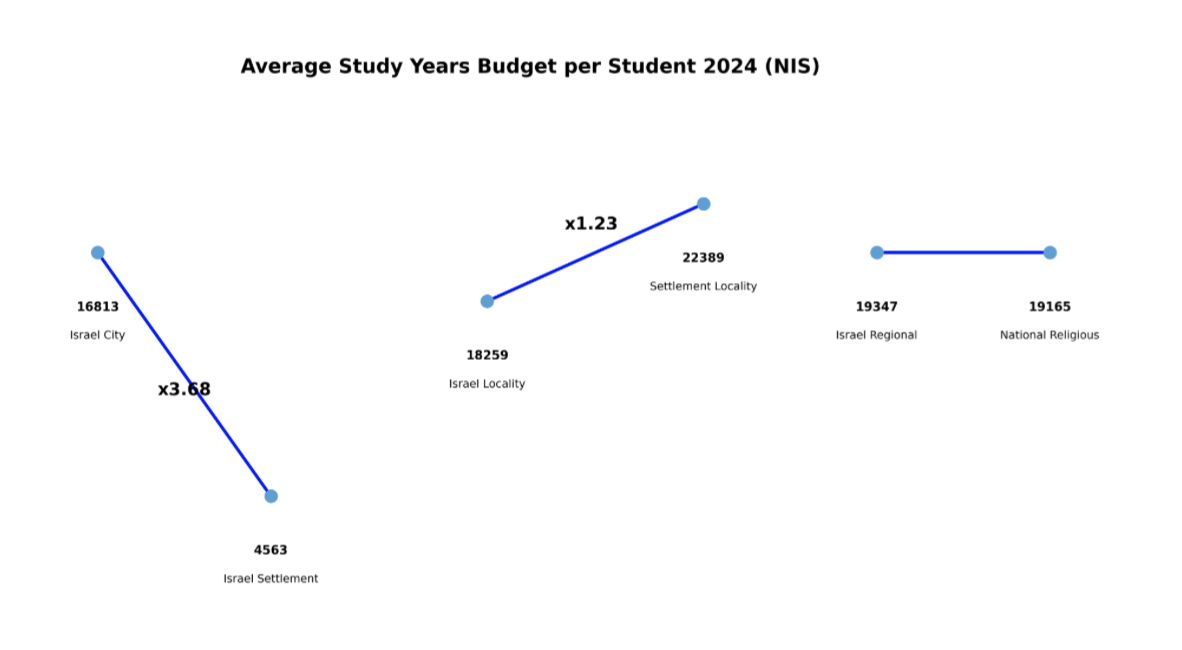 Average Study Years Budget per Student 2024 (NIS)
16813
Israel City
x3.68
4563
Israel Settlement
x1.23
18259
Israel Locality
22389
Settlement Locality
19347
Israel Regional
19165
National Religious